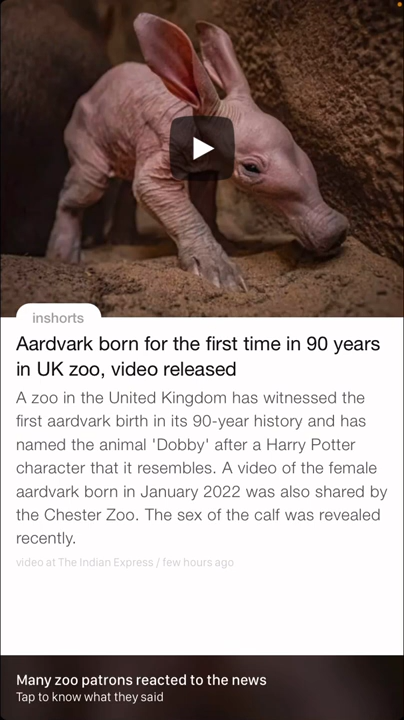 inshorts
Aardvark born for the first time in 90 years
in UK zoo, video released
A zoo in the United Kingdom has witnessed the
first aardvark birth in its 90-year history and has
named the animal 'Dobby' after a Harry Potter
character that it resembles. A video of the female
aardvark born in January 2022 was also shared by
the Chester Zoo. The sex of the calf was revealed
recently.
video at The Indian Express / few hours ago
Many zoo patrons reacted to the news
Tap to know what they said